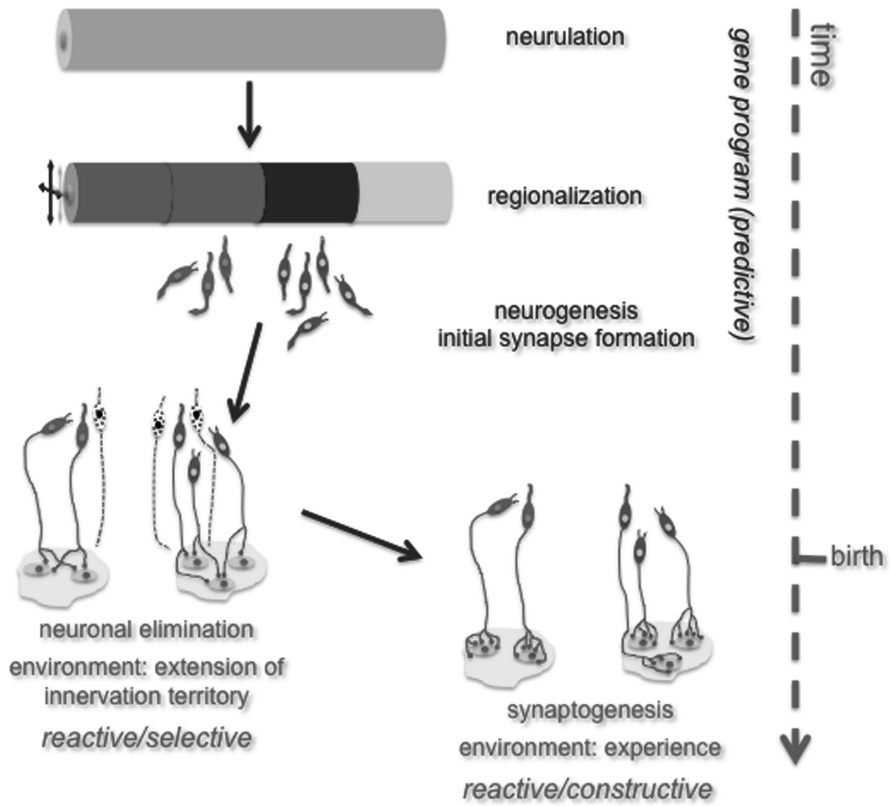 neurulation
time
gene program (predictive)
regionalization
neurogenesis
initial synapse formation
birth
neuronal elimination
environment: extension of
innervation territory
reactive/selective
synaptogenesis
environment: experience
reactive/constructive